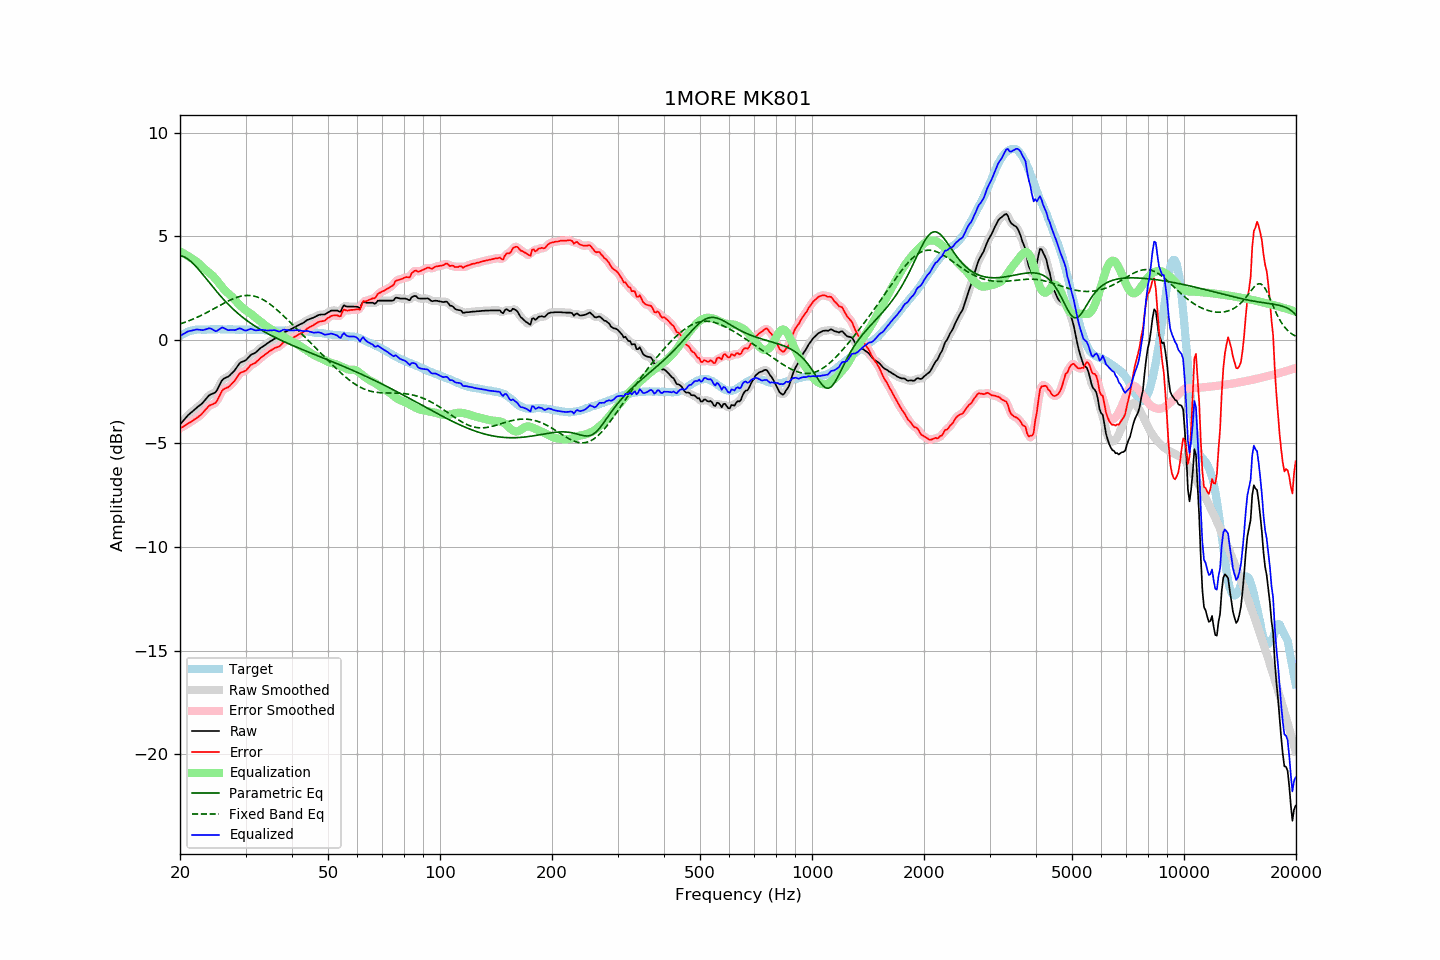 1MORE MK801
Amplitude (dBr)
10
5
0
−5
−10
−15
−20
Target
Raw Smoothed
Error Smoothed
Raw
Error
Equalization
Parametric Eq
Fixed Band Eq
Equalized
20 50 100 200 500 1000 2000 5000 10000 20000
Frequency (Hz)